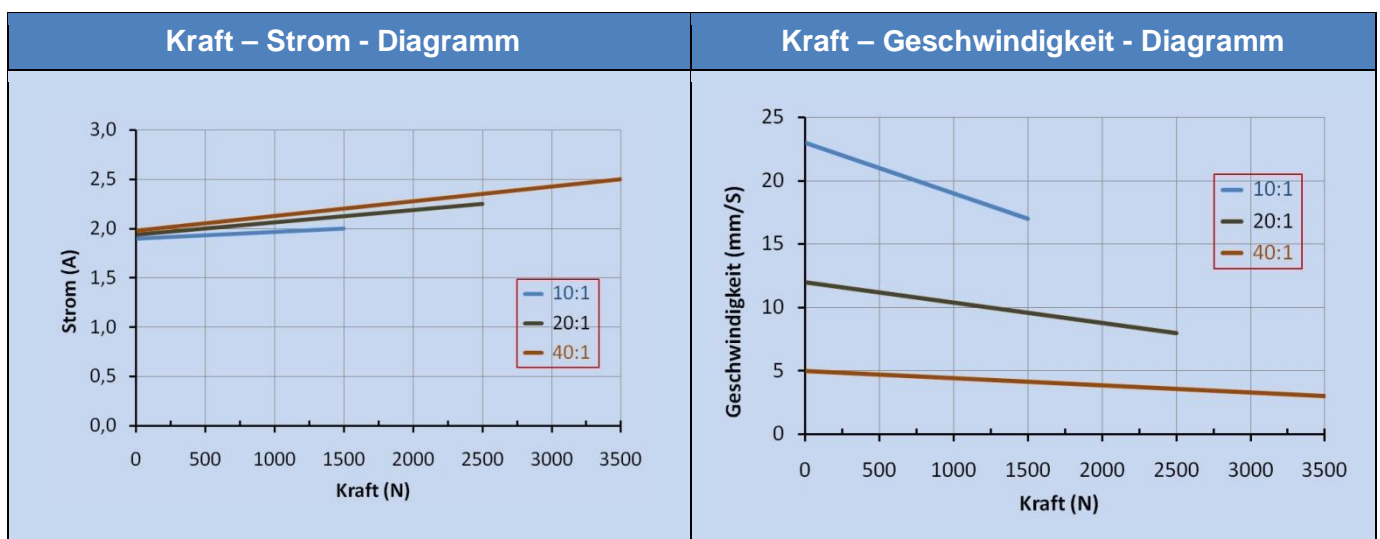 Kraft – Strom - Diagramm
Kraft – Geschwindigkeit - Diagramm
3,0
2,5
2,0
1,5
1,0
0,5
0,0
Strom (A)
10:1
20:1
40:1
0 500 1000 1500 2000 2500 3000 3500
Kraft (N)
25
20
15
10
5
0
Geschwindigkeit (mm/S)
10:1
20:1
40:1
0 500 1000 1500 2000 2500 3000 3500
Kraft (N)